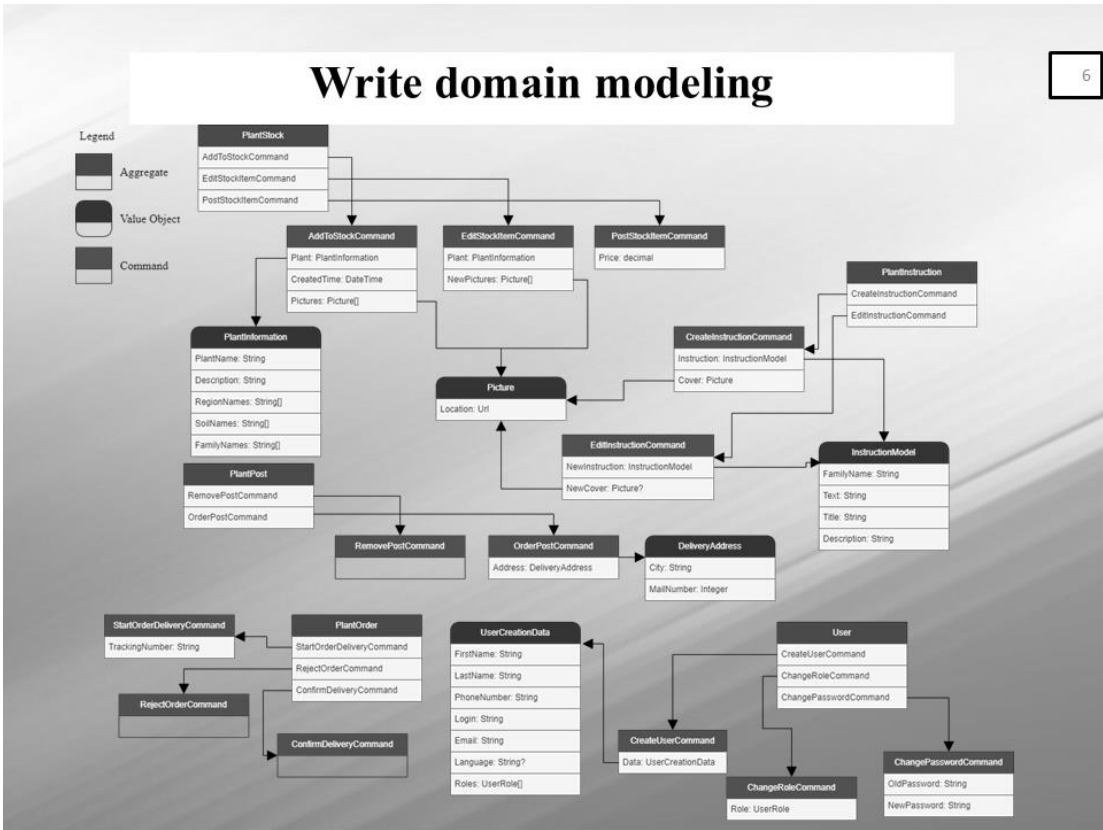 Write domain modeling
6
Legend
Aggregate
Value Object
Command
PlantStock
AddToStockCommand
EditStockItemCommand
PostStockItemCommand
AddToStockCommand
Plant: PlantInformation
CreatedTime: DateTime
Pictures: Picture[]
EditStockItemCommand
Plant: PlantInformation
NewPictures: Picture[]
PostStockItemCommand
Price: decimal
PlantInstruction
CreateInstructionCommand
EditInstructionCommand
PlantInformation
PlantName: String
Description: String
RegionNames: String[]
SoilNames: String[]
FamilyNames: String[]
CreateInstructionCommand
Instruction: InstructionModel
Cover: Picture
Picture
Location: Url
EditInstructionCommand
NewInstruction: InstructionModel
NewCover: Picture?
InstructionModel
FamilyName: String
Text: String
Title: String
Description: String
PlantPost
RemovePostCommand
OrderPostCommand
RemovePostCommand
OrderPostCommand
Address: DeliveryAddress
DeliveryAddress
City: String
MailNumber: Integer
StartOrderDeliveryCommand
TrackingNumber: String
PlantOrder
StartOrderDeliveryCommand
RejectOrderCommand
ConfirmDeliveryCommand
RejectOrderCommand
ConfirmDeliveryCommand
UserCreationData
FirstName: String
LastName: String
PhoneNumber: String
Login: String
Email: String
Language: String?
Roles: UserRole[]
User
CreateUserCommand
ChangeRoleCommand
ChangePasswordCommand
CreateUserCommand
Data: UserCreationData
ChangeRoleCommand
Role: UserRole
ChangePasswordCommand
OldPassword: String
NewPassword: String